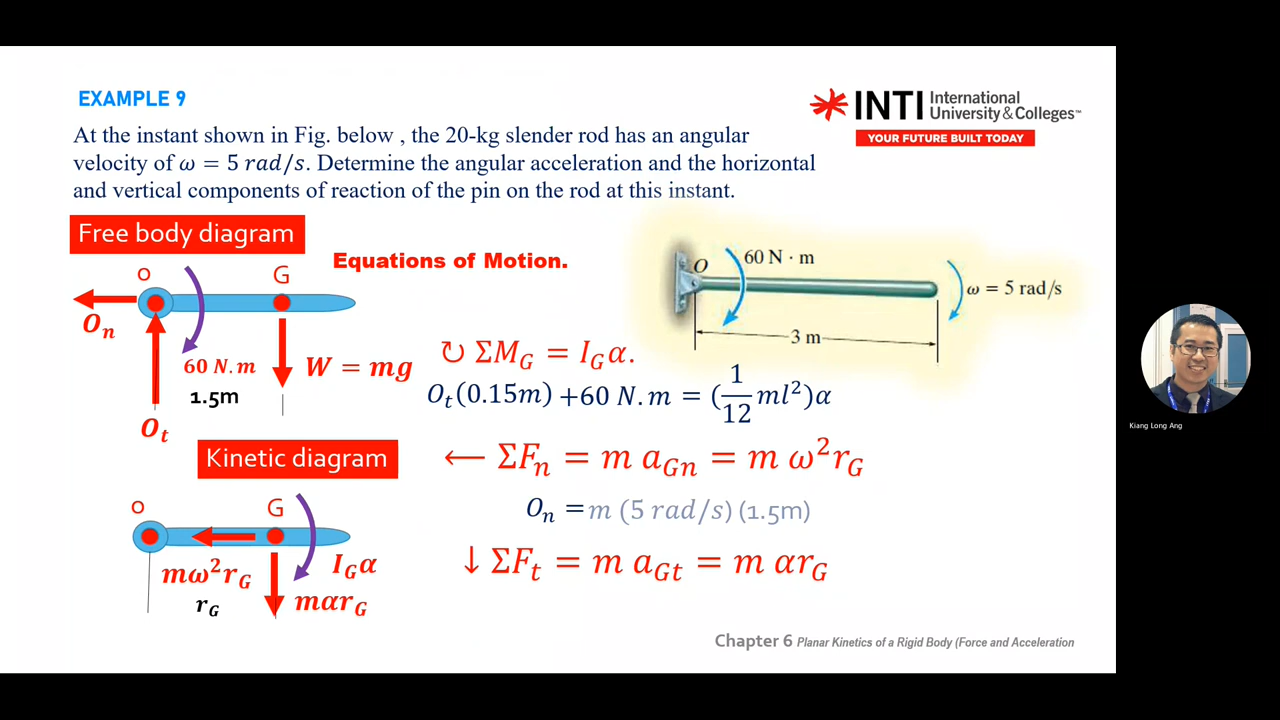 EXAMPLE 9
INTI International
University & Colleges™
YOUR FUTURE BUILT TODAY
At the instant shown in Fig. below , the 20-kg slender rod has an angular
velocity of ω = 5 rad/s. Determine the angular acceleration and the horizontal
and vertical components of reaction of the pin on the rod at this instant.
Free body diagram
Equations of Motion.
O
G
Oₙ
60 N.m
W = mg
1.5m
Oₜ
O
60 N · m
ω = 5 rad/s
3 m
↻ ΣM_G = I_Gα.
Oₜ(0.15m) +60 N.m = (1/12 ml²)α
Kinetic diagram
← ΣFₙ = m a_Gn = m ω²r_G
Oₙ = m (5 rad/s) (1.5m)
↓ ΣFₜ = m a_Gt = m αr_G
O
G
mω²r_G
I_Gα
r_G
mαr_G
Chapter 6 Planar Kinetics of a Rigid Body (Force and Acceleration
Kiang Long Ang